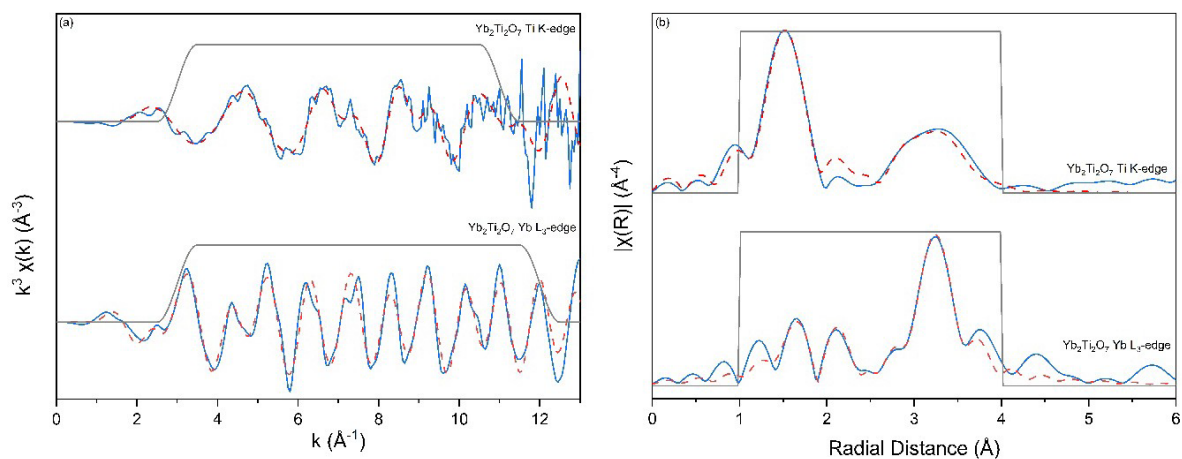 (a)
Yb₂Ti₂O₇ Ti K-edge
Yb₂Ti₂O₇ Yb L₃-edge
k³ χ(k) (Å⁻³)
0 2 4 6 8 10 12
k (Å⁻¹)
(b)
Yb₂Ti₂O₇ Ti K-edge
Yb₂Ti₂O₇ Yb L₃-edge
|χ(R)| (Å⁻⁴)
0 1 2 3 4 5 6
Radial Distance (Å)